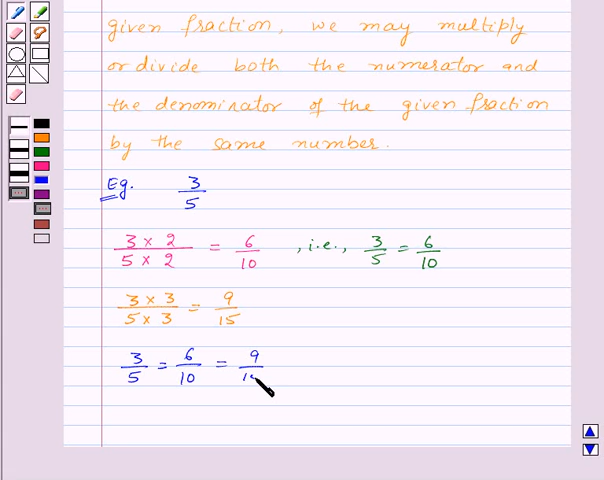 given fraction, we may multiply
or divide both the numerator and
the denominator of the given fraction
by the same number.
Eg. 3/5
3 × 2 / 5 × 2 = 6/10 , i.e., 3/5 = 6/10
3 × 3 / 5 × 3 = 9/15
3/5 = 6/10 = 9/1